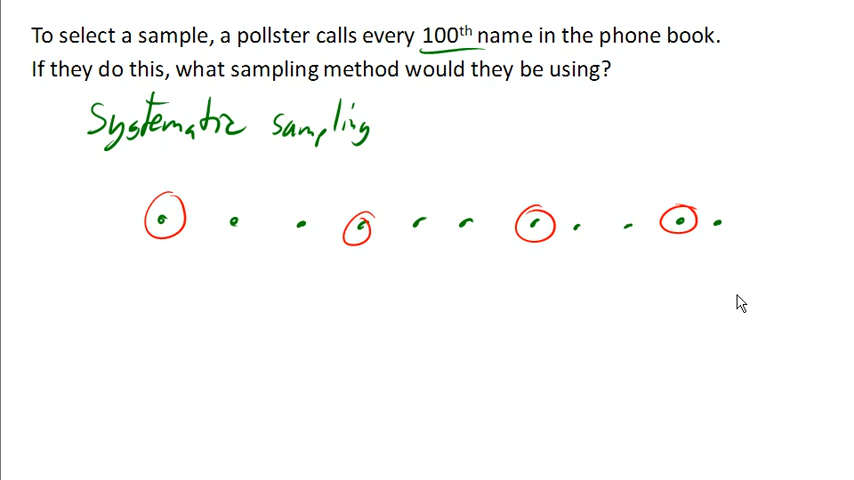 To select a sample, a pollster calls every 100th name in the phone book.
If they do this, what sampling method would they be using?
Systematic sampling